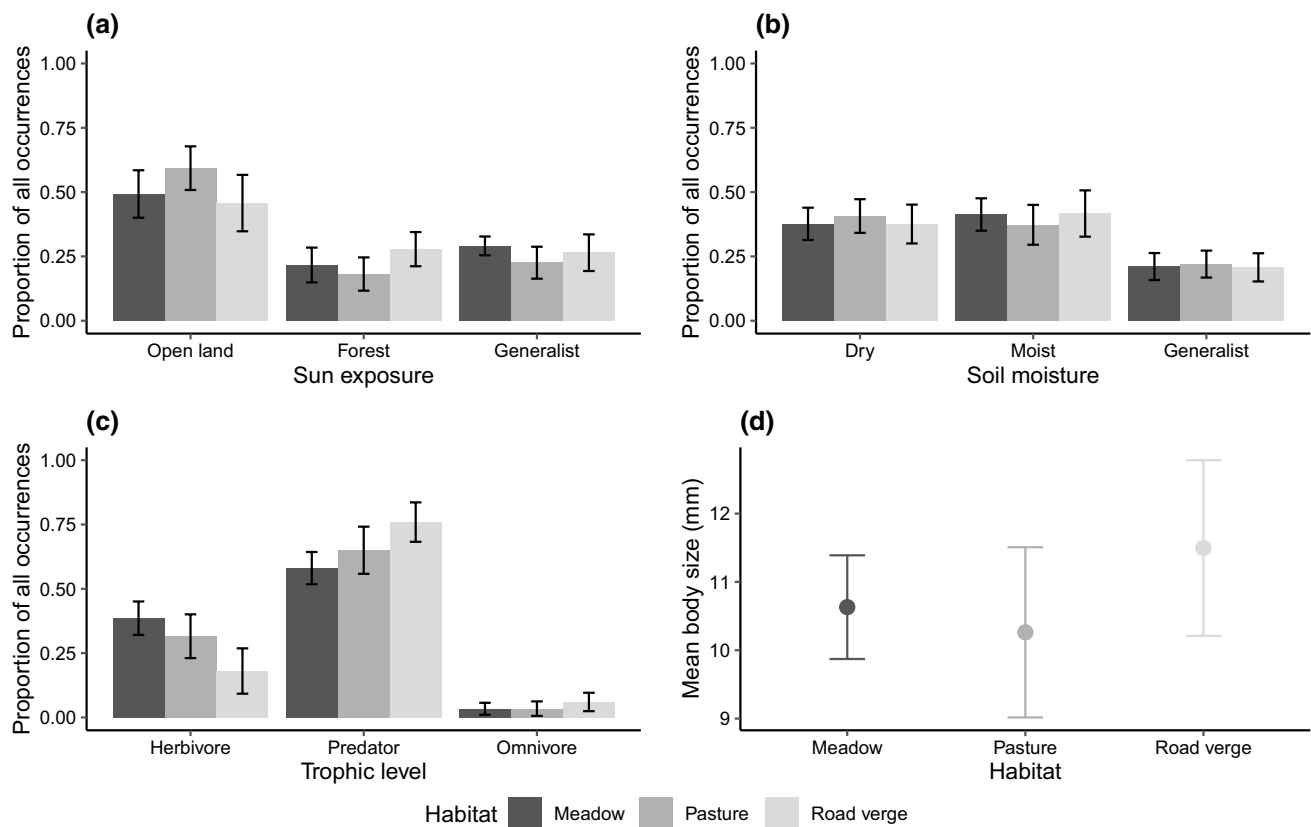 (a)
Proportion of all occurrences
1.00
0.75
0.50
0.25
0.00
Open land Forest Generalist
Sun exposure
(b)
Proportion of all occurrences
1.00
0.75
0.50
0.25
0.00
Dry Moist Generalist
Soil moisture
(c)
Proportion of all occurrences
1.00
0.75
0.50
0.25
0.00
Herbivore Predator Omnivore
Trophic level
(d)
Mean body size (mm)
12
11
10
9
Meadow Pasture Road verge
Habitat
Habitat Meadow Pasture Road verge